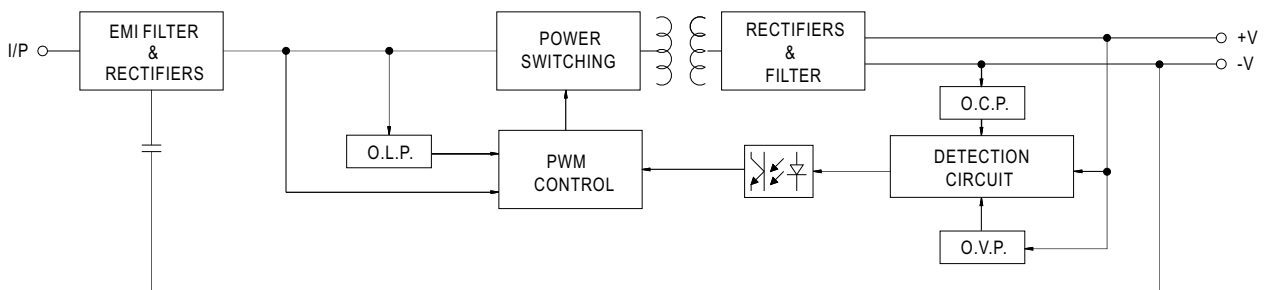 I/P
EMI FILTER
&
RECTIFIERS
POWER
SWITCHING
RECTIFIERS
&
FILTER
+V
-V
O.C.P.
O.L.P.
PWM
CONTROL
DETECTION
CIRCUIT
O.V.P.